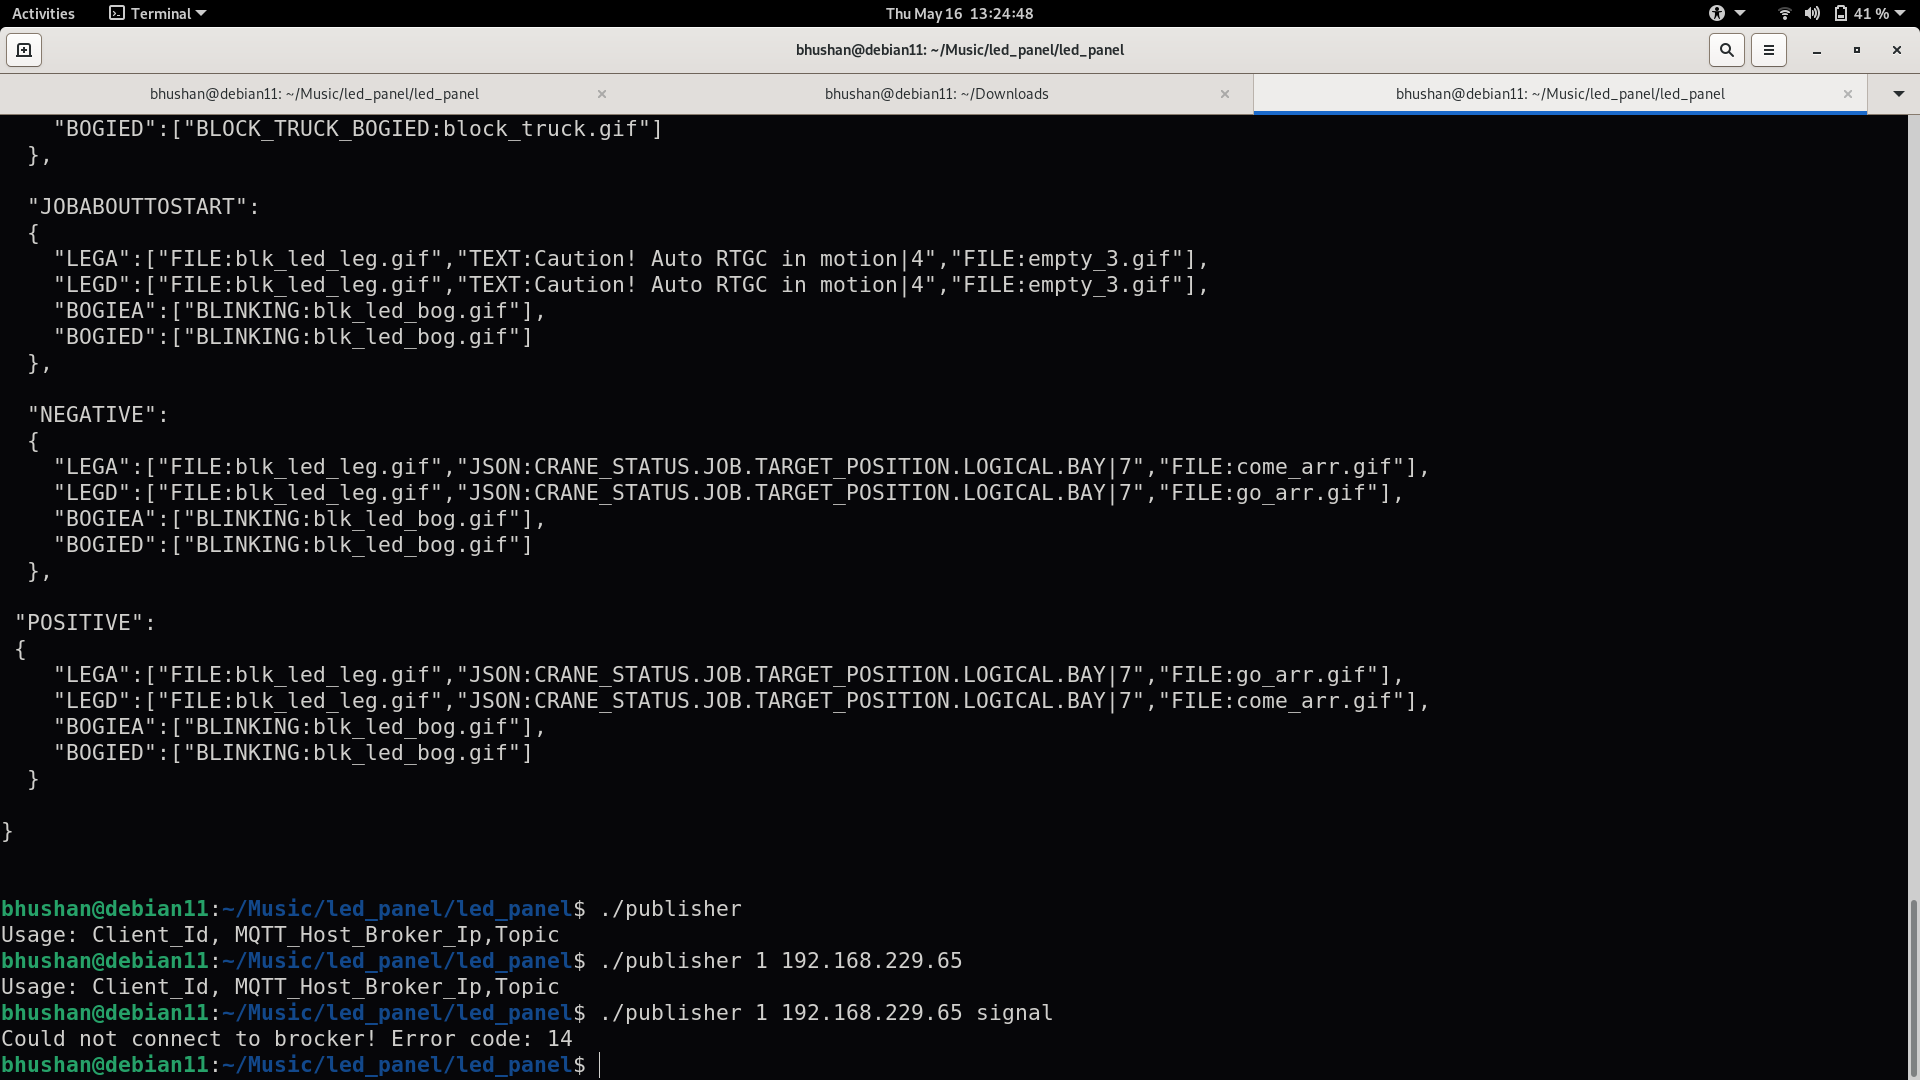 Activities Terminal Thu May 16 13:24:48 41 %
bhushan@debian11: ~/Music/led_panel/led_panel
bhushan@debian11: ~/Music/led_panel/led_panel × bhushan@debian11: ~/Downloads × bhushan@debian11: ~/Music/led_panel/led_panel ×
    "BOGIED":["BLOCK_TRUCK_BOGIED:block_truck.gif"]
  },
  "JOBABOUTTOSTART":
  {
    "LEGA":["FILE:blk_led_leg.gif","TEXT:Caution! Auto RTGC in motion|4","FILE:empty_3.gif"],
    "LEGD":["FILE:blk_led_leg.gif","TEXT:Caution! Auto RTGC in motion|4","FILE:empty_3.gif"],
    "BOGIEA":["BLINKING:blk_led_bog.gif"],
    "BOGIED":["BLINKING:blk_led_bog.gif"]
  },
  "NEGATIVE":
  {
    "LEGA":["FILE:blk_led_leg.gif","JSON:CRANE_STATUS.JOB.TARGET_POSITION.LOGICAL.BAY|7","FILE:come_arr.gif"],
    "LEGD":["FILE:blk_led_leg.gif","JSON:CRANE_STATUS.JOB.TARGET_POSITION.LOGICAL.BAY|7","FILE:go_arr.gif"],
    "BOGIEA":["BLINKING:blk_led_bog.gif"],
    "BOGIED":["BLINKING:blk_led_bog.gif"]
  },
 "POSITIVE":
 {
    "LEGA":["FILE:blk_led_leg.gif","JSON:CRANE_STATUS.JOB.TARGET_POSITION.LOGICAL.BAY|7","FILE:go_arr.gif"],
    "LEGD":["FILE:blk_led_leg.gif","JSON:CRANE_STATUS.JOB.TARGET_POSITION.LOGICAL.BAY|7","FILE:come_arr.gif"],
    "BOGIEA":["BLINKING:blk_led_bog.gif"],
    "BOGIED":["BLINKING:blk_led_bog.gif"]
  }
}
bhushan@debian11:~/Music/led_panel/led_panel$ ./publisher
Usage: Client_Id, MQTT_Host_Broker_Ip,Topic
bhushan@debian11:~/Music/led_panel/led_panel$ ./publisher 1 192.168.229.65
Usage: Client_Id, MQTT_Host_Broker_Ip,Topic
bhushan@debian11:~/Music/led_panel/led_panel$ ./publisher 1 192.168.229.65 signal
Could not connect to brocker! Error code: 14
bhushan@debian11:~/Music/led_panel/led_panel$